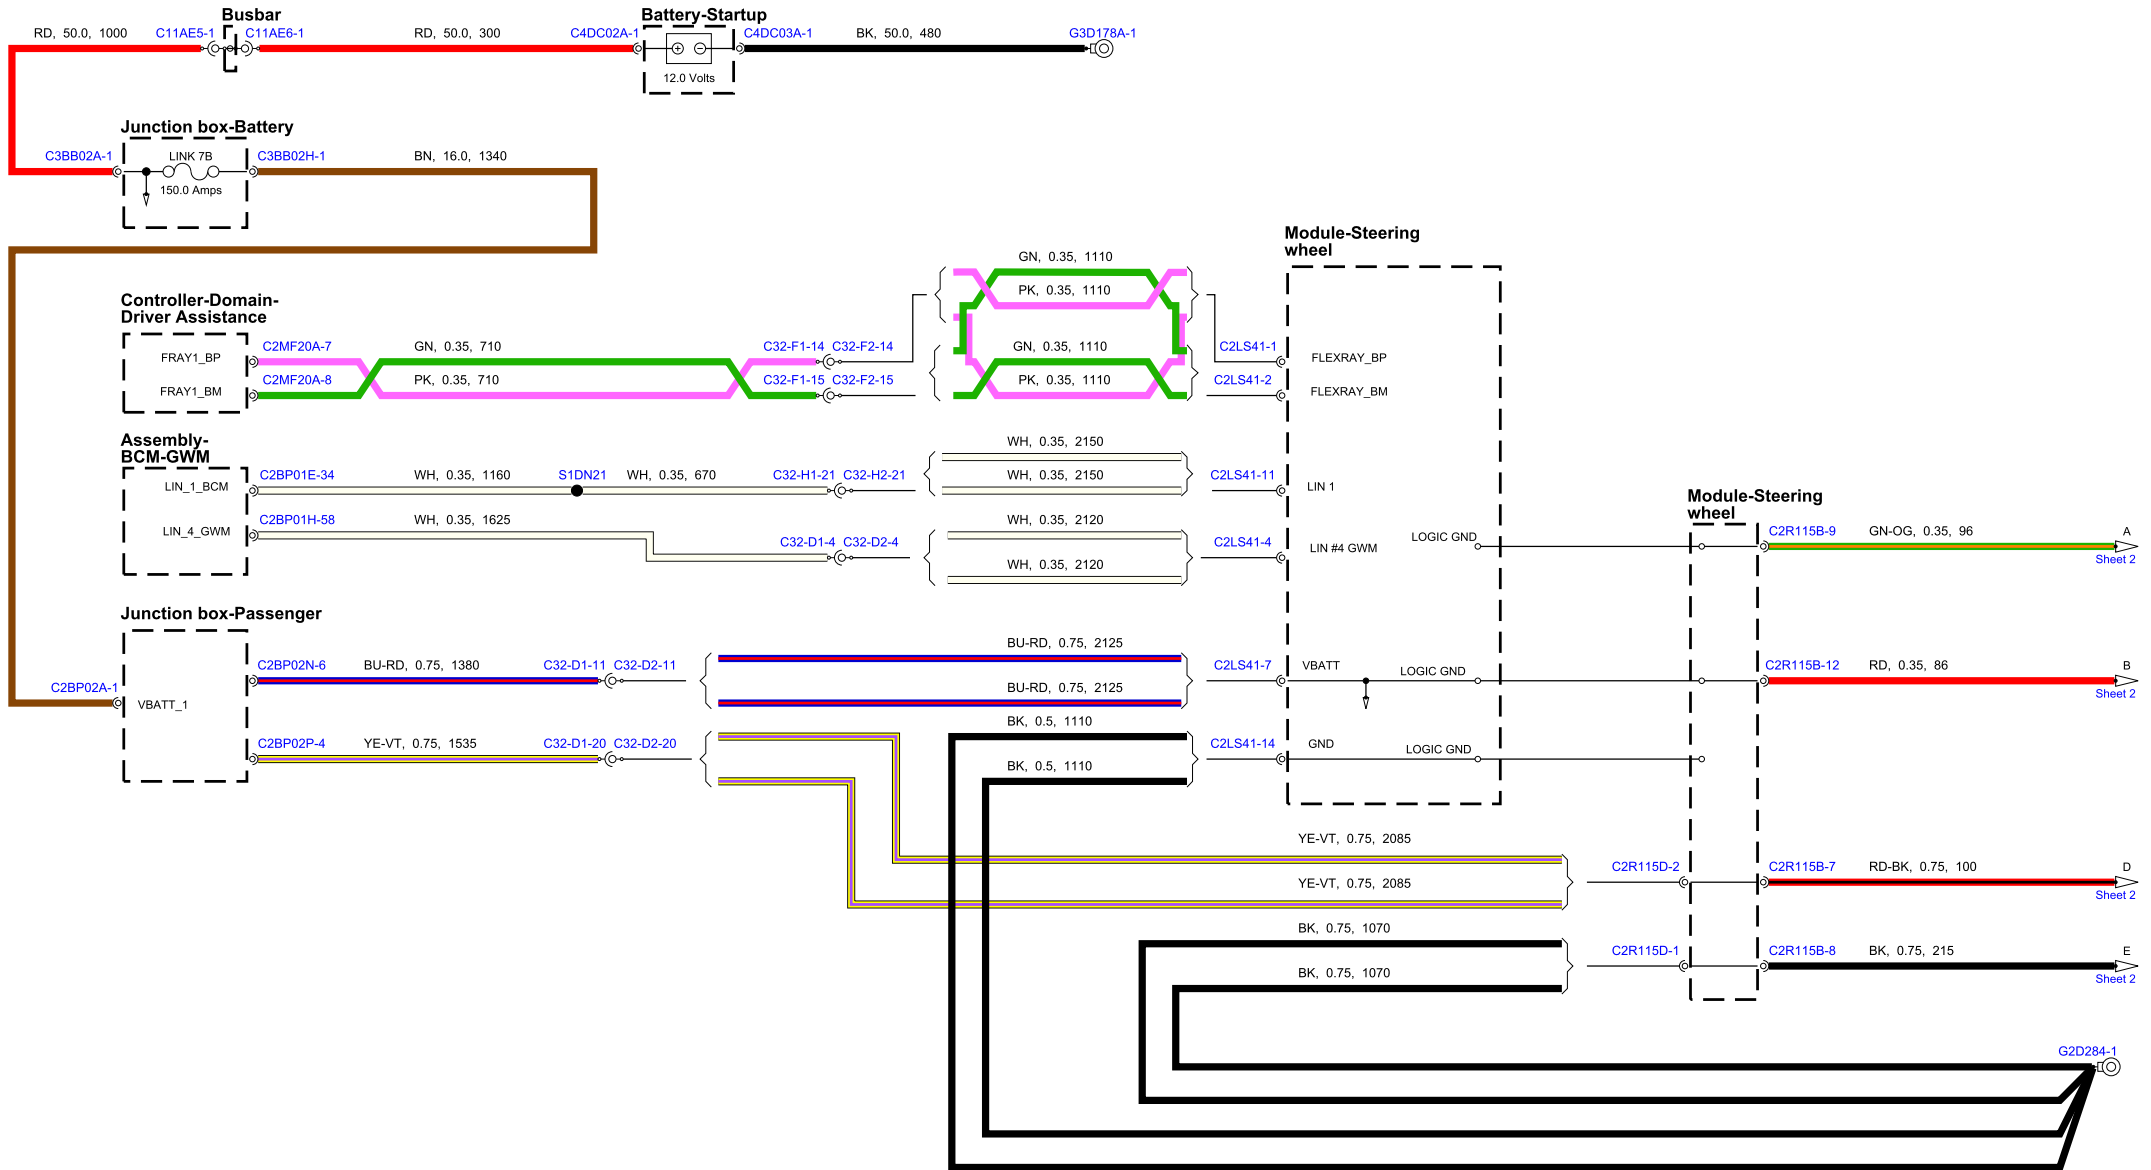 Busbar
Battery-Startup
RD, 50.0, 1000
C11AE5-1
C11AE6-1
RD, 50.0, 300
C4DC02A-1
C4DC03A-1
BK, 50.0, 480
G3D178A-1
12.0 Volts
Junction box-Battery
C3BB02A-1
LINK 7B
C3BB02H-1
BN, 16.0, 1340
150.0 Amps
Module-Steering
wheel
GN, 0.35, 1110
PK, 0.35, 1110
Controller-Domain-
Driver Assistance
C2MF20A-7
GN, 0.35, 710
C32-F1-14
C32-F2-14
GN, 0.35, 1110
C2LS41-1
FRAY1_BP
FLEXRAY_BP
C2MF20A-8
PK, 0.35, 710
C32-F1-15
C32-F2-15
PK, 0.35, 1110
C2LS41-2
FRAY1_BM
FLEXRAY_BM
Assembly-
BCM-GWM
WH, 0.35, 2150
C2BP01E-34
WH, 0.35, 1160
S1DN21
WH, 0.35, 670
C32-H1-21
C32-H2-21
WH, 0.35, 2150
C2LS41-11
LIN_1_BCM
LIN 1
Module-Steering
wheel
C2BP01H-58
WH, 0.35, 1625
WH, 0.35, 2120
LIN_4_GWM
C32-D1-4
C32-D2-4
C2LS41-4
LIN #4 GWM
LOGIC GND
C2R115B-9
GN-OG, 0.35, 96
A
Sheet 2
WH, 0.35, 2120
Junction box-Passenger
BU-RD, 0.75, 2125
C2BP02N-6
BU-RD, 0.75, 1380
C32-D1-11
C32-D2-11
C2LS41-7
VBATT
LOGIC GND
C2R115B-12
RD, 0.35, 86
B
Sheet 2
C2BP02A-1
VBATT_1
BU-RD, 0.75, 2125
BK, 0.5, 1110
C2BP02P-4
YE-VT, 0.75, 1535
C32-D1-20
C32-D2-20
C2LS41-14
GND
LOGIC GND
BK, 0.5, 1110
YE-VT, 0.75, 2085
C2R115D-2
C2R115B-7
RD-BK, 0.75, 100
D
Sheet 2
YE-VT, 0.75, 2085
BK, 0.75, 1070
C2R115D-1
C2R115B-8
BK, 0.75, 215
E
Sheet 2
BK, 0.75, 1070
G2D284-1